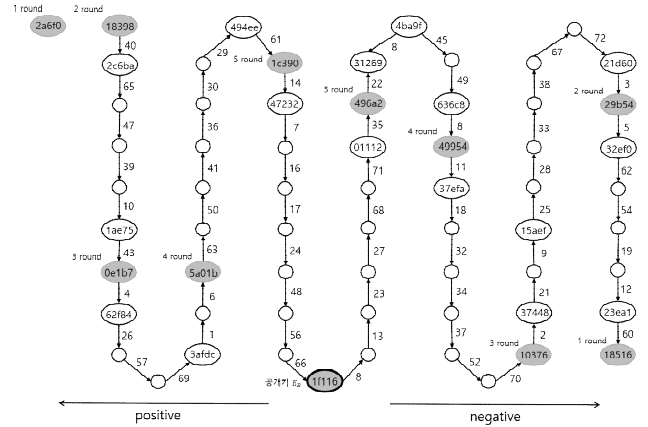 1 round
2a6f0
2 round
18398
40
2c6ba
65
47
39
10
1ae75
43
3 round
0e1b7
4
62f84
26
57
69
3afdc
1
6
4 round
5a01b
63
50
41
36
30
29
494ee
61
5 round
1c390
14
47232
7
16
17
24
48
56
66
공개키 E_B
1f116
8
13
23
27
68
71
01112
35
5 round
496a2
22
31269
8
4ba9f
45
49
636c8
8
4 round
49954
11
37efa
18
32
34
37
52
70
3 round
10376
2
37448
21
9
15aef
25
28
33
38
67
72
21d60
3
2 round
29b54
5
32ef0
62
54
19
12
23ea1
60
1 round
18516
positive
negative